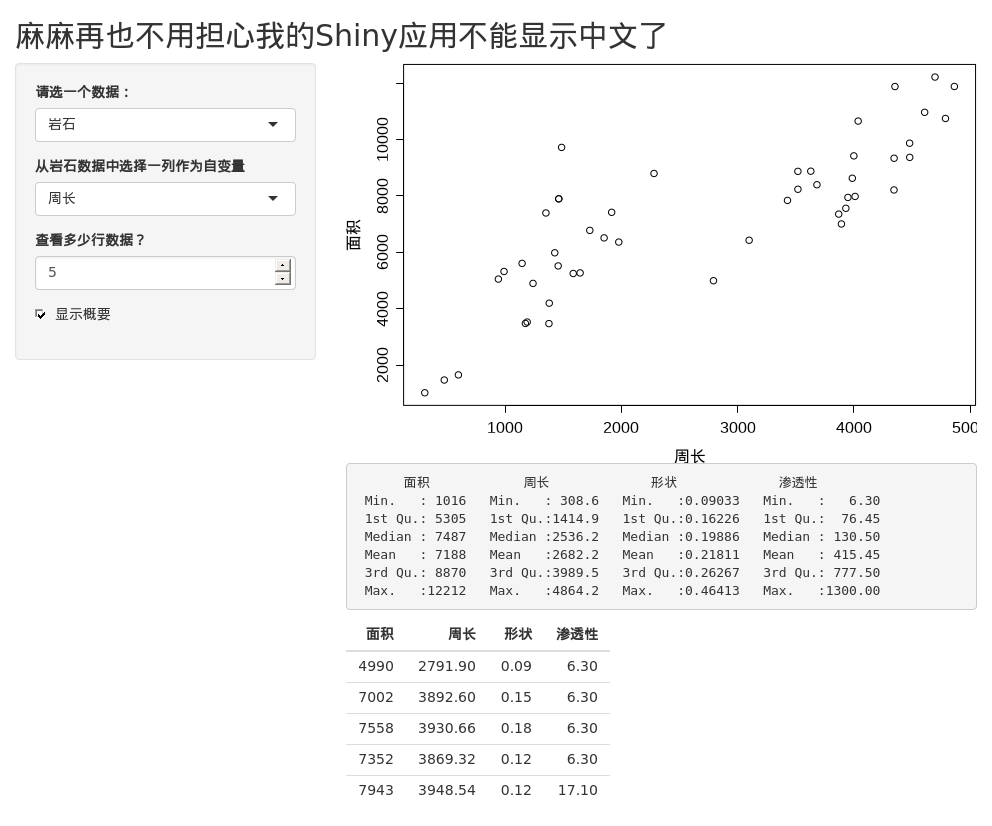 麻麻再也不用担心我的Shiny应用不能显示中文了
请选一个数据：
岩石
从岩石数据中选择一列作为自变量
周长
查看多少行数据？
5
显示概要
面积
10000
8000
6000
4000
2000
1000 2000 3000 4000 500
周长
面积 周长 形状 渗透性
Min. : 1016 Min. : 308.6 Min. :0.09033 Min. : 6.30
1st Qu.: 5305 1st Qu.:1414.9 1st Qu.:0.16226 1st Qu.: 76.45
Median : 7487 Median :2536.2 Median :0.19886 Median : 130.50
Mean : 7188 Mean :2682.2 Mean :0.21811 Mean : 415.45
3rd Qu.: 8870 3rd Qu.:3989.5 3rd Qu.:0.26267 3rd Qu.: 777.50
Max. :12212 Max. :4864.2 Max. :0.46413 Max. :1300.00
面积 周长 形状 渗透性
4990 2791.90 0.09 6.30
7002 3892.60 0.15 6.30
7558 3930.66 0.18 6.30
7352 3869.32 0.12 6.30
7943 3948.54 0.12 17.10